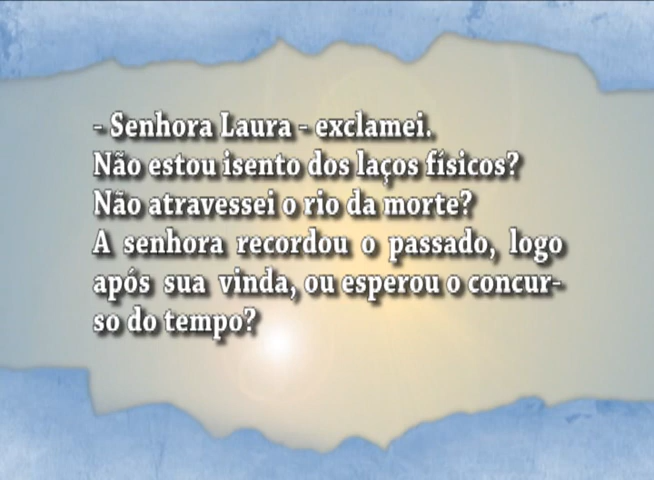 - Senhora Laura - exclamei.
Não estou isento dos laços físicos?
Não atravessei o rio da morte?
A senhora recordou o passado, logo
após sua vinda, ou esperou o concur-
so do tempo?